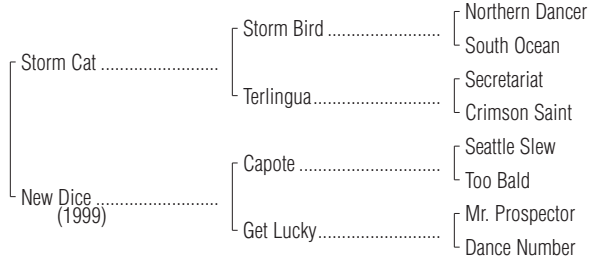 Northern Dancer
Storm Bird ........................
South Ocean
Storm Cat ........................
Secretariat
Terlingua..........................
Crimson Saint
Seattle Slew
Capote .............................
Too Bald
New Dice .........................
(1999)
Mr. Prospector
Get Lucky.........................
Dance Number